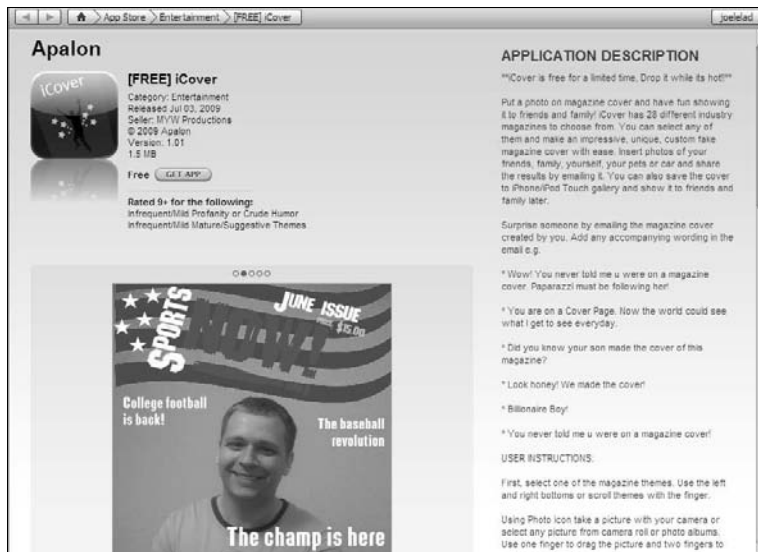 App Store
Entertainment
[FREE] iCover
joelelad
Apalon
iCover
[FREE] iCover
Category: Entertainment
Released Jul 03, 2009
Seller: MYW Productions
© 2009 Apalon
Version: 1.01
1.5 MB
Free GET APP
Rated 9+ for the following:
Infrequent/Mild Profanity or Crude Humor
Infrequent/Mild Mature/Suggestive Themes
SPORTS
NOW!
JUNE ISSUE
$15.00
College football
is back!
The baseball
revolution
The champ is here
APPLICATION DESCRIPTION
**iCover is free for a limited time, Drop it while its hot!!**
Put a photo on magazine cover and have fun showing
it to friends and family! iCover has 28 different industry
magazines to choose from. You can select any of
them and make an impressive, unique, custom fake
magazine cover with ease. Insert photos of your
friends, family, yourself, your pets or car and share
the results by emailing it. You can also save the cover
to iPhone/iPod Touch gallery and show it to friends and
family later.
Surprise someone by emailing the magazine cover
created by you. Add any accompanying wording in the
email e.g.
* Wow! You never told me u were on a magazine
cover. Paparazzi must be following her!
* You are on a Cover Page. Now the world could see
what I get to see everyday.
* Did you know your son made the cover of this
magazine?
* Look honey! We made the cover!
* Billionaire Boy!
* You never told me u were on a magazine cover!
USER INSTRUCTIONS:
First, select one of the magazine themes. Use the left
and right bottoms or scroll themes with the finger.
Using Photo icon take a picture with your camera or
select any picture from camera roll or photo albums.
Use one finger to drag the picture and two fingers to